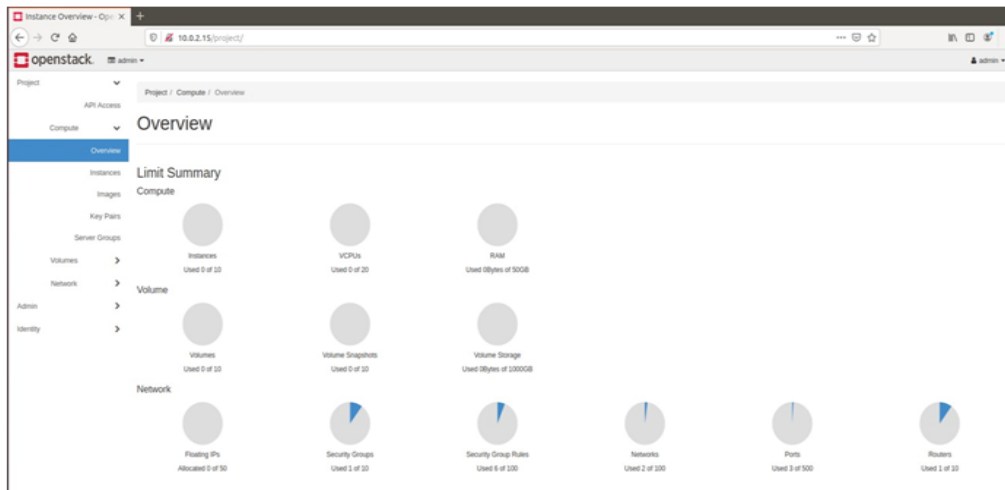 Instance Overview - Ope
10.0.2.15/project/
openstack. admin
admin
Project
API Access
Compute
Overview
Instances
Images
Key Pairs
Server Groups
Volumes
Network
Admin
Identity
Project / Compute / Overview
Overview
Limit Summary
Compute
Instances
Used 0 of 10
VCPUs
Used 0 of 20
RAM
Used 0Bytes of 50GB
Volume
Volumes
Used 0 of 10
Volume Snapshots
Used 0 of 10
Volume Storage
Used 0Bytes of 1000GB
Network
Floating IPs
Allocated 0 of 50
Security Groups
Used 1 of 10
Security Group Rules
Used 6 of 100
Networks
Used 2 of 100
Ports
Used 3 of 500
Routers
Used 1 of 10